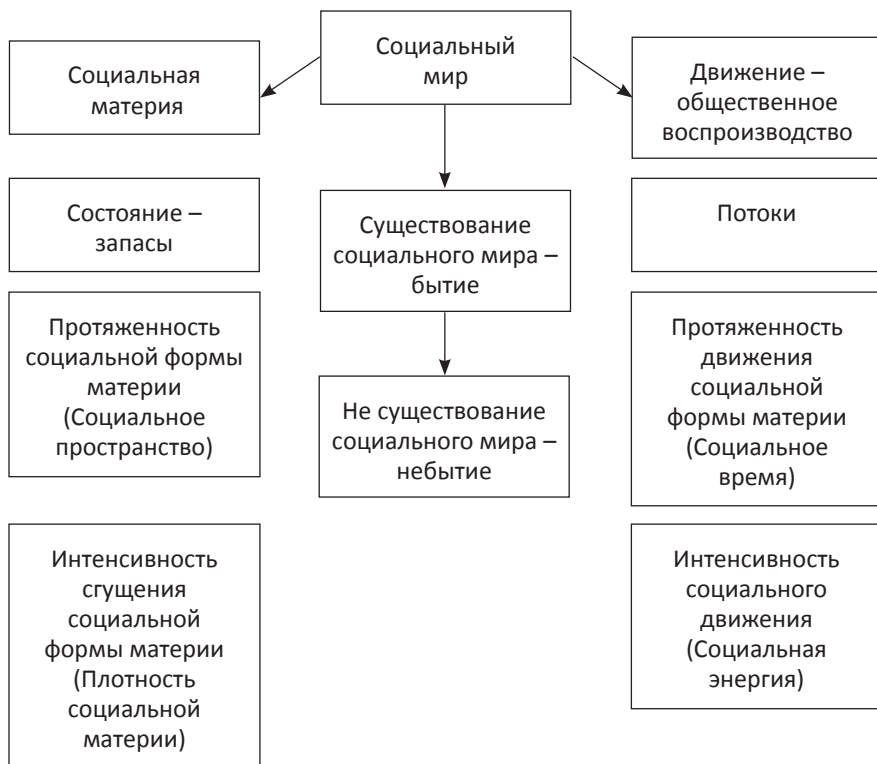 Социальный
мир
Социальная
материя
Движение –
общественное
воспроизводство
Состояние –
запасы
Существование
социального мира –
бытие
Потоки
Протяженность
социальной формы
материи
(Социальное
пространство)
Не существование
социального мира –
небытие
Протяженность
движения
социальной
формы материи
(Социальное
время)
Интенсивность
сгущения
социальной
формы материи
(Плотность
социальной
материи)
Интенсивность
социального
движения
(Социальная
энергия)